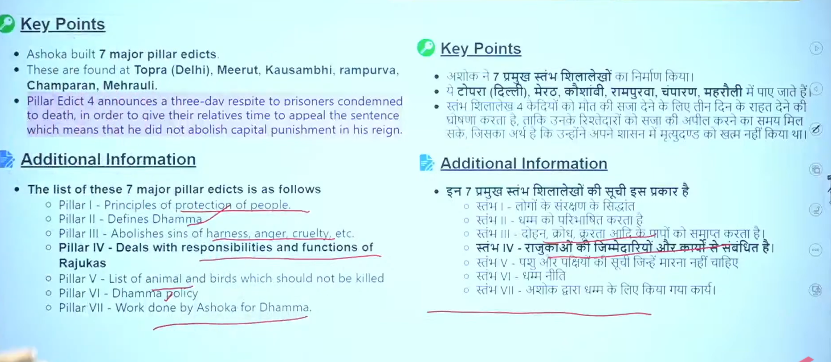 Key Points
• Ashoka built 7 major pillar edicts.
• These are found at Topra (Delhi), Meerut, Kausambhi, rampurva,
Champaran, Mehrauli.
• Pillar Edict 4 announces a three-day respite to prisoners condemned
to death, in order to give their relatives time to appeal the sentence
which means that he did not abolish capital punishment in his reign.
Additional Information
• The list of these 7 major pillar edicts is as follows
○ Pillar I - Principles of protection of people.
○ Pillar II - Defines Dhamma
○ Pillar III - Abolishes sins of harness, anger, cruelty, etc.
○ Pillar IV - Deals with responsibilities and functions of
Rajukas
○ Pillar V - List of animal and birds which should not be killed
○ Pillar VI - Dhamma policy
○ Pillar VII - Work done by Ashoka for Dhamma.
Key Points
• अशोक ने 7 प्रमुख स्तंभ शिलालेखों का निर्माण किया।
• ये टोपरा (दिल्ली), मेरठ, कौशांवी, रामपुरवा, चंपारण, महरौली में पाए जाते हैं।
• स्तंभ शिलालेख 4 कैदियों को मौत की सजा देने के लिए तीन दिन के राहत देने की
घोषणा करता है, ताकि उनके रिश्तेदारों को सजा की अपील करने का समय मिल
सके, जिसका अर्थ है कि उन्होंने अपने शासन में मृत्युदण्ड को खत्म नहीं किया था।
Additional Information
• इन 7 प्रमुख स्तंभ शिलालेखों की सूची इस प्रकार है
○ स्तंभ I - लोगों के संरक्षण के सिद्धांत
○ स्तंभ II - धम्म को परिभाषित करता है
○ स्तंभ III - दोहन, क्रोध, क्रूरता आदि के पापों को समाप्त करता है।
○ स्तंभ IV - राजुकाओं की जिम्मेदारियों और कार्यों से संबंधित है।
○ स्तंभ V - पशु और पक्षियों की सूची जिन्हें मारना नहीं चाहिए
○ स्तंभ VI - धम्म नीति
○ स्तंभ VII - अशोक द्वारा धम्म के लिए किया गया कार्य।